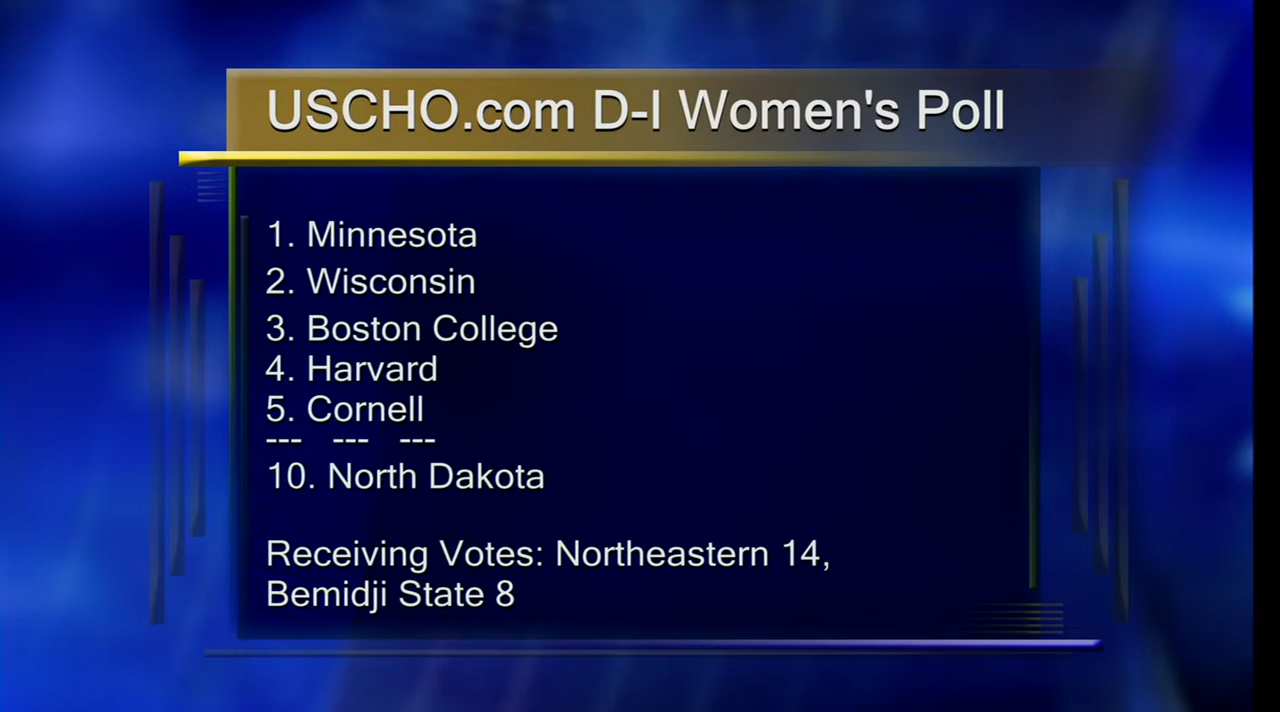 USCHO.com D-I Women's Poll
1. Minnesota
2. Wisconsin
3. Boston College
4. Harvard
5. Cornell
--- --- ---
10. North Dakota
Receiving Votes: Northeastern 14,
Bemidji State 8